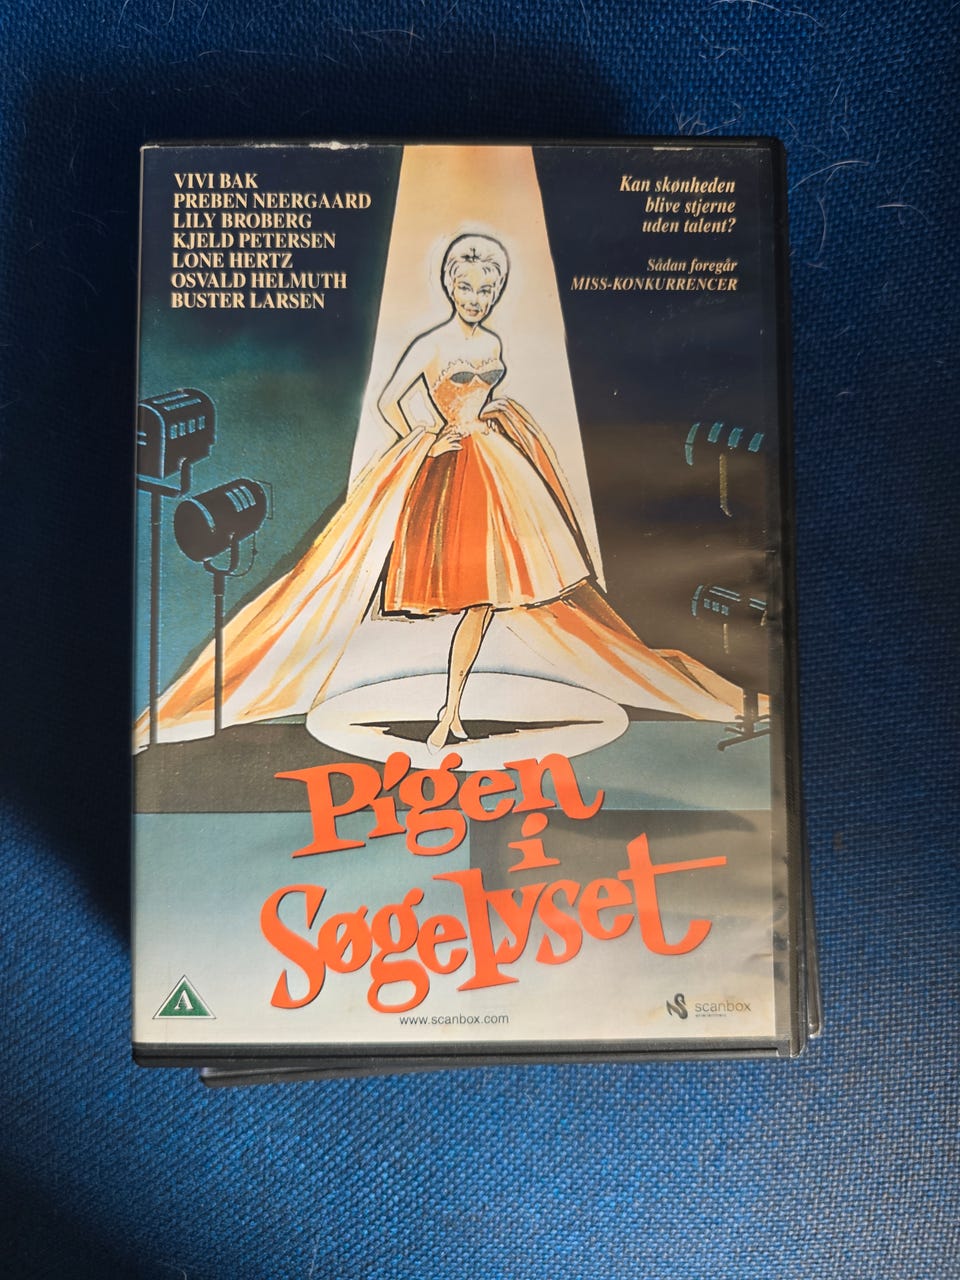 VIVI BAK
PREBEN NEERGAARD
LILY BROBERG
KJELD PETERSEN
LONE HERTZ
OSVALD HELMUTH
BUSTER LARSEN
Kan skønheden
blive stjerne
uden talent?
Sådan foregår
MISS-KONKURRENCER
Pigen
i
Søgelyset
A
www.scanbox.com
scanbox